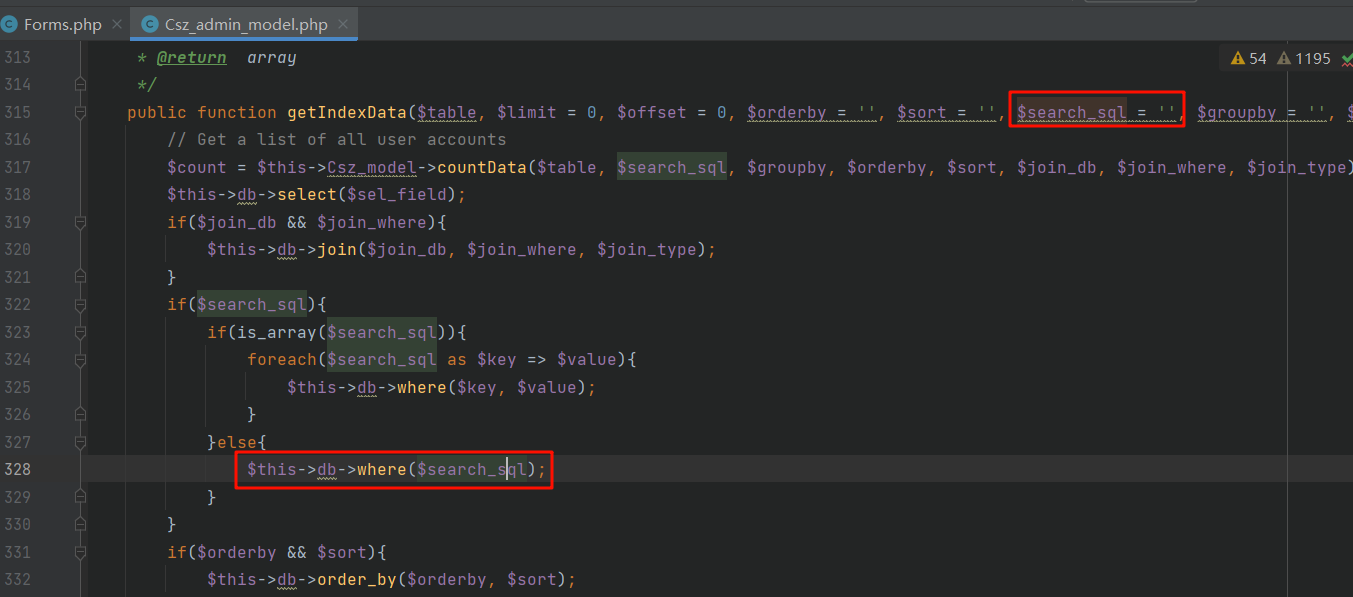 Forms.php Csz_admin_model.php
313 * @return array 54 1195
314 */
315 public function getIndexData($table, $limit = 0, $offset = 0, $orderby = '', $sort = '', $search_sql = '', $groupby = '', $
316 // Get a list of all user accounts
317 $count = $this->Csz_model->countData($table, $search_sql, $groupby, $orderby, $sort, $join_db, $join_where, $join_type)
318 $this->db->select($sel_field);
319 if($join_db && $join_where){
320 $this->db->join($join_db, $join_where, $join_type);
321 }
322 if($search_sql){
323 if(is_array($search_sql)){
324 foreach($search_sql as $key => $value){
325 $this->db->where($key, $value);
326 }
327 }else{
328 $this->db->where($search_sql);
329 }
330 }
331 if($orderby && $sort){
332 $this->db->order_by($orderby, $sort);